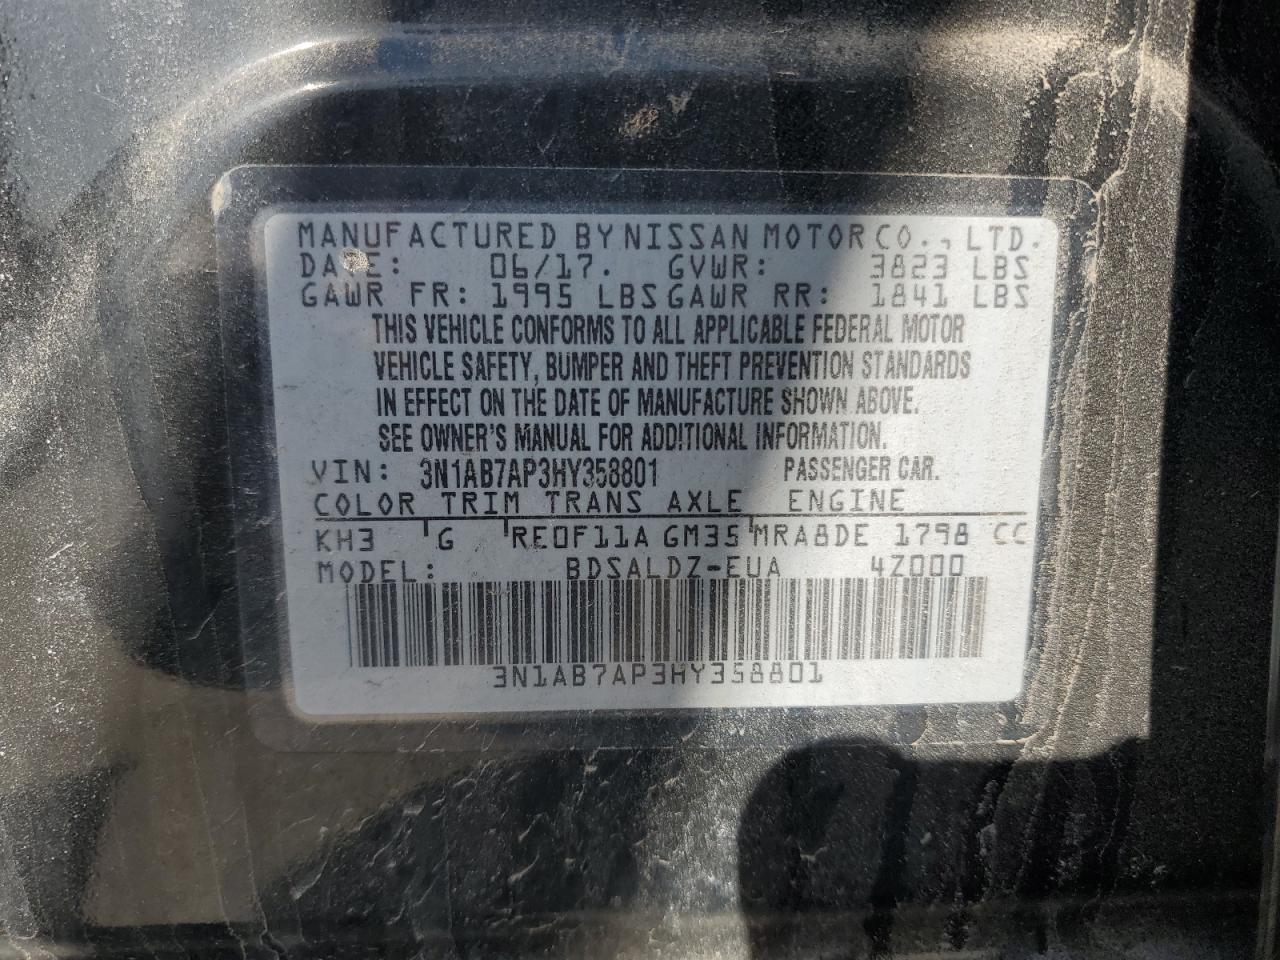 MANUFACTURED BY NISSAN MOTOR CO., LTD.
DATE: 06/17. GVWR: 3823 LBS
GAWR FR: 1995 LBS GAWR RR: 1841 LBS
THIS VEHICLE CONFORMS TO ALL APPLICABLE FEDERAL MOTOR
VEHICLE SAFETY, BUMPER AND THEFT PREVENTION STANDARDS
IN EFFECT ON THE DATE OF MANUFACTURE SHOWN ABOVE.
SEE OWNER'S MANUAL FOR ADDITIONAL INFORMATION.
VIN: 3N1AB7AP3HY358801 PASSENGER CAR.
COLOR TRIM TRANS AXLE ENGINE
KH3 G RE0F11A GM35 MRA8DE 1798 CC
MODEL: BDSALDZ-EUA 4Z000
3N1AB7AP3HY358801